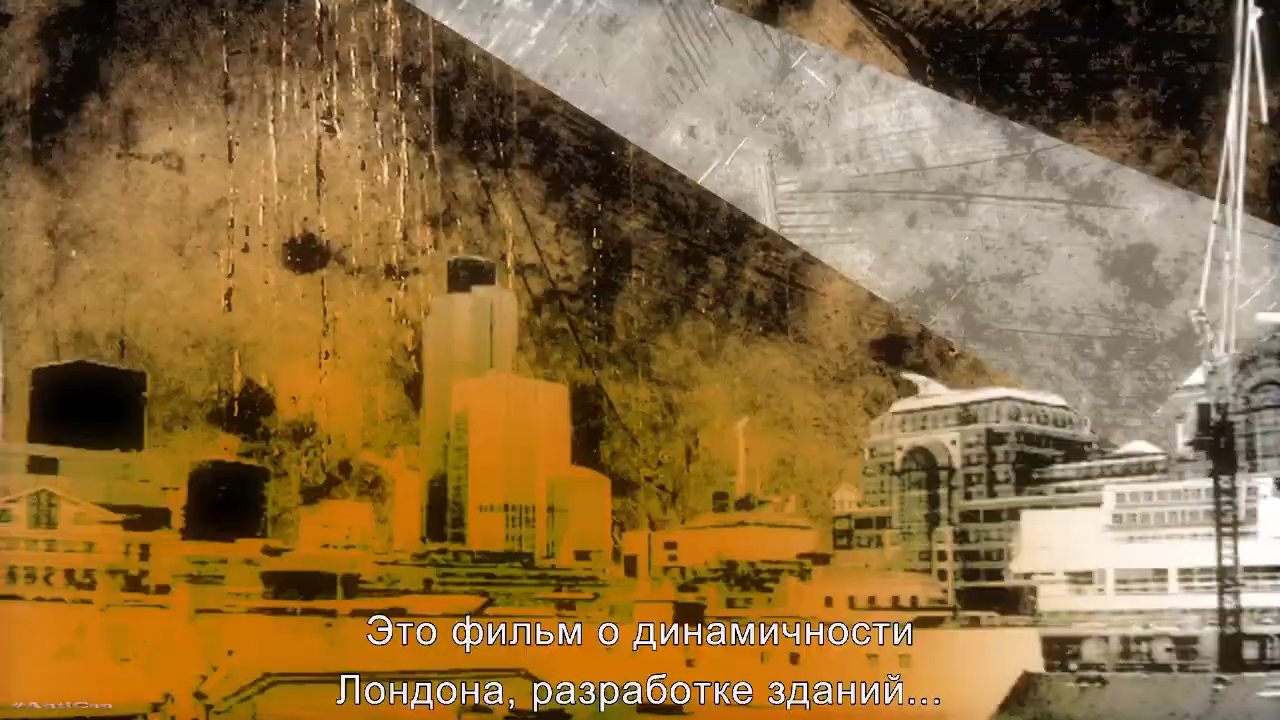 Это фильм о динамичности
Лондона, разработке зданий...